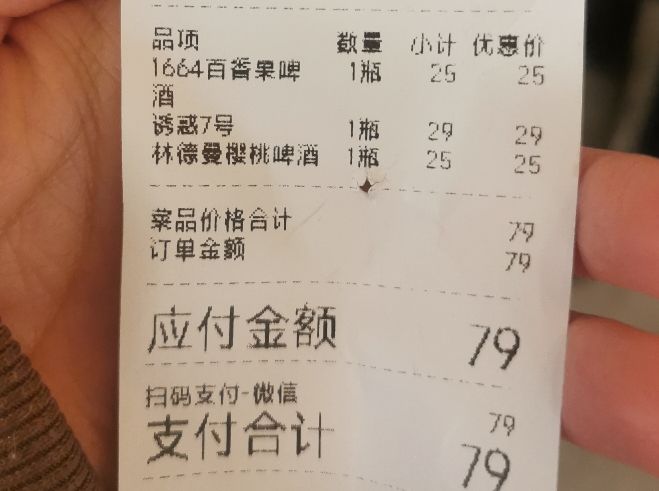 品项 数量 小计 优惠价
1664百香果啤 1瓶 25 25
酒
诱惑7号 1瓶 29 29
林德曼樱桃啤酒 1瓶 25 25
菜品价格合计 79
订单金额 79
应付金额 79
扫码支付-微信 79
支付合计 79